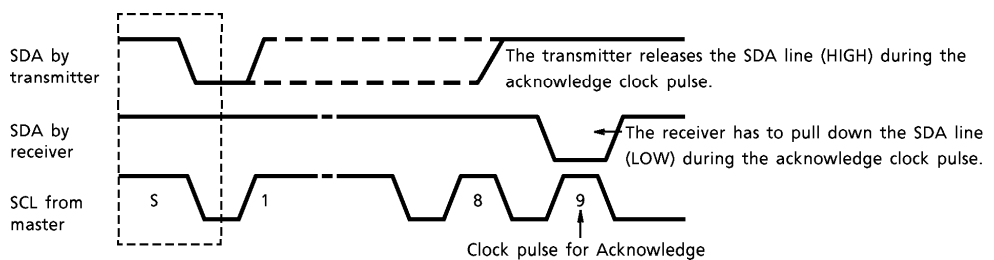 SDA by
transmitter
The transmitter releases the SDA line (HIGH) during the
acknowledge clock pulse.
SDA by
receiver
The receiver has to pull down the SDA line
(LOW) during the acknowledge clock pulse.
SCL from
master
S 1 8 9
Clock pulse for Acknowledge